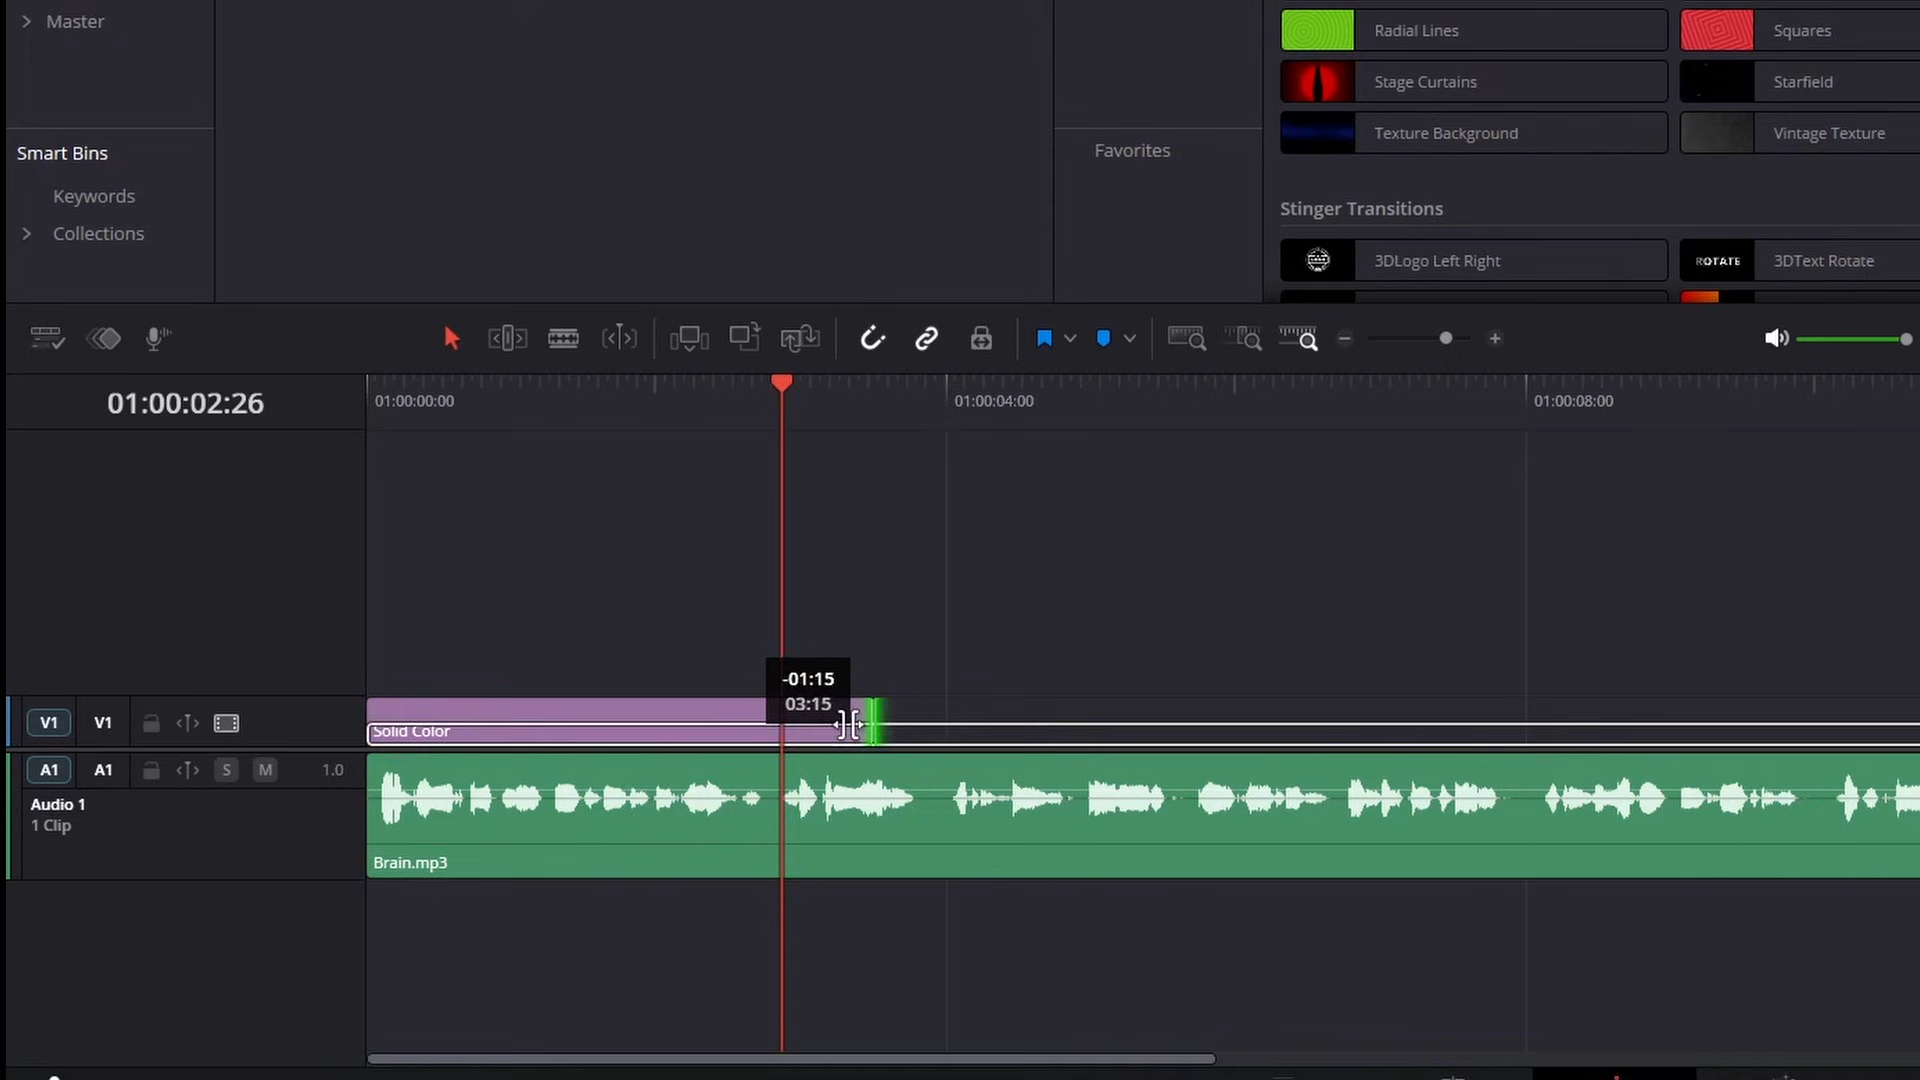 Master
Smart Bins
Keywords
Collections
Favorites
Radial Lines
Squares
Stage Curtains
Starfield
Texture Background
Vintage Texture
Stinger Transitions
3DLogo Left Right
ROTATE
3DText Rotate
01:00:02:26
01:00:00:00
01:00:04:00
01:00:08:00
-01:15
03:15
V1
V1
Solid Color
A1
A1
S
M
1.0
Audio 1
1 Clip
Brain.mp3